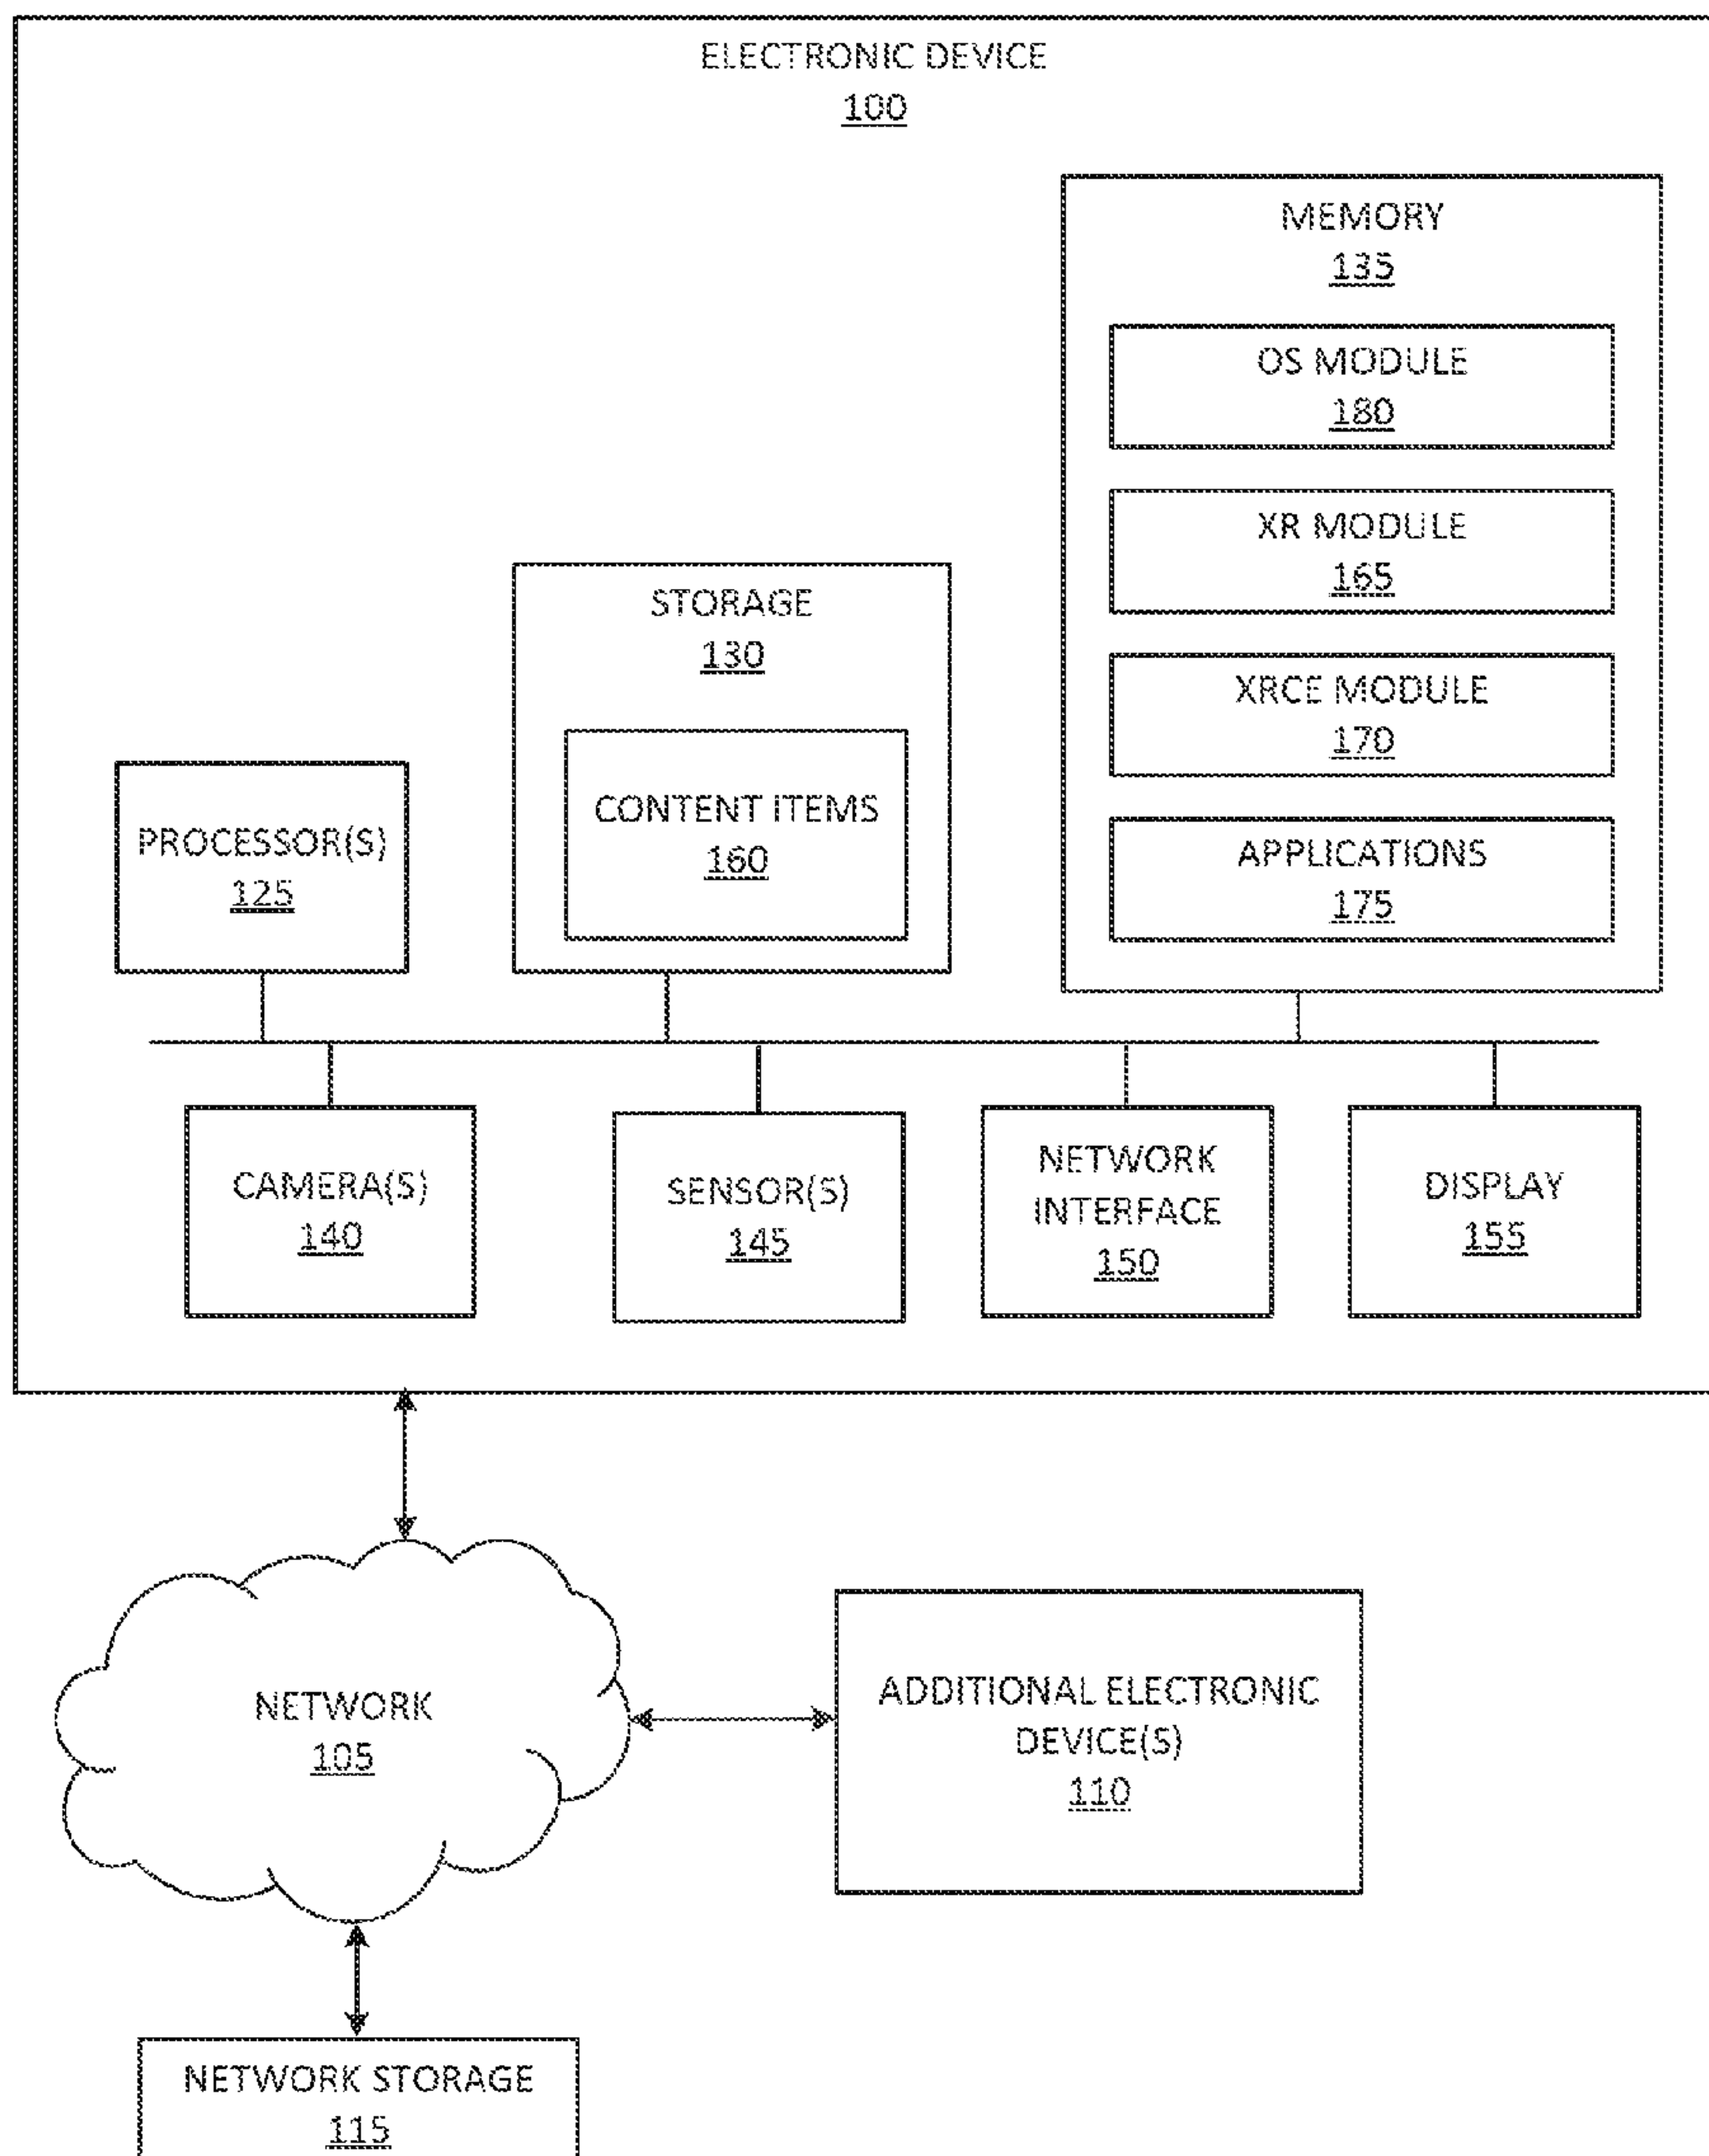 ELECTRONIC DEVICE
100
MEMORY
135
OS MODULE
180
XR MODULE
165
XRCE MODULE
170
APPLICATIONS
175
STORAGE
130
CONTENT ITEMS
160
PROCESSOR(S)
125
CAMERA(S)
140
SENSOR(S)
145
NETWORK
INTERFACE
150
DISPLAY
155
NETWORK
105
ADDITIONAL ELECTRONIC
DEVICE(S)
110
NETWORK STORAGE
115